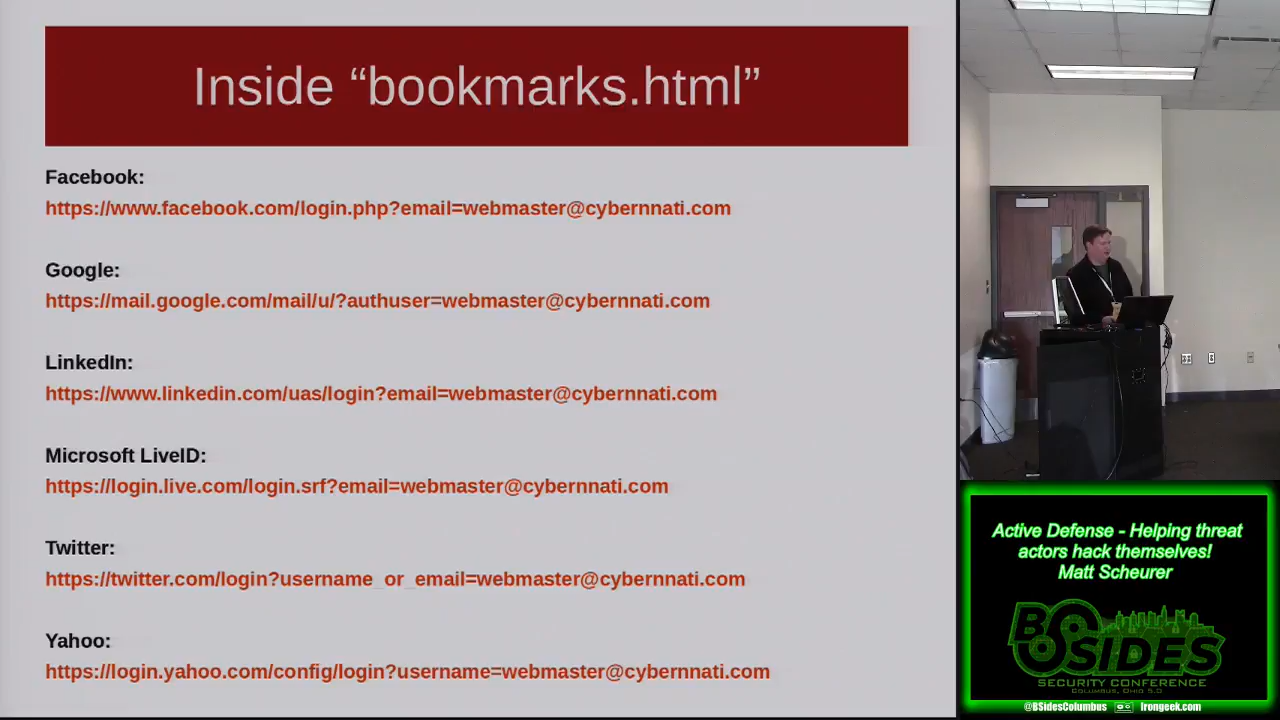 Inside “bookmarks.html”
Facebook:
https://www.facebook.com/login.php?email=webmaster@cybernnati.com
Google:
https://mail.google.com/mail/u/?authuser=webmaster@cybernnati.com
LinkedIn:
https://www.linkedin.com/uas/login?email=webmaster@cybernnati.com
Microsoft LiveID:
https://login.live.com/login.srf?email=webmaster@cybernnati.com
Twitter:
https://twitter.com/login?username_or_email=webmaster@cybernnati.com
Yahoo:
https://login.yahoo.com/config/login?username=webmaster@cybernnati.com
Active Defense - Helping threat
actors hack themselves!
Matt Scheurer
BSIDES
SECURITY CONFERENCE
COLUMBUS, OHIO 5.0
@BSidesColumbus Irongeek.com